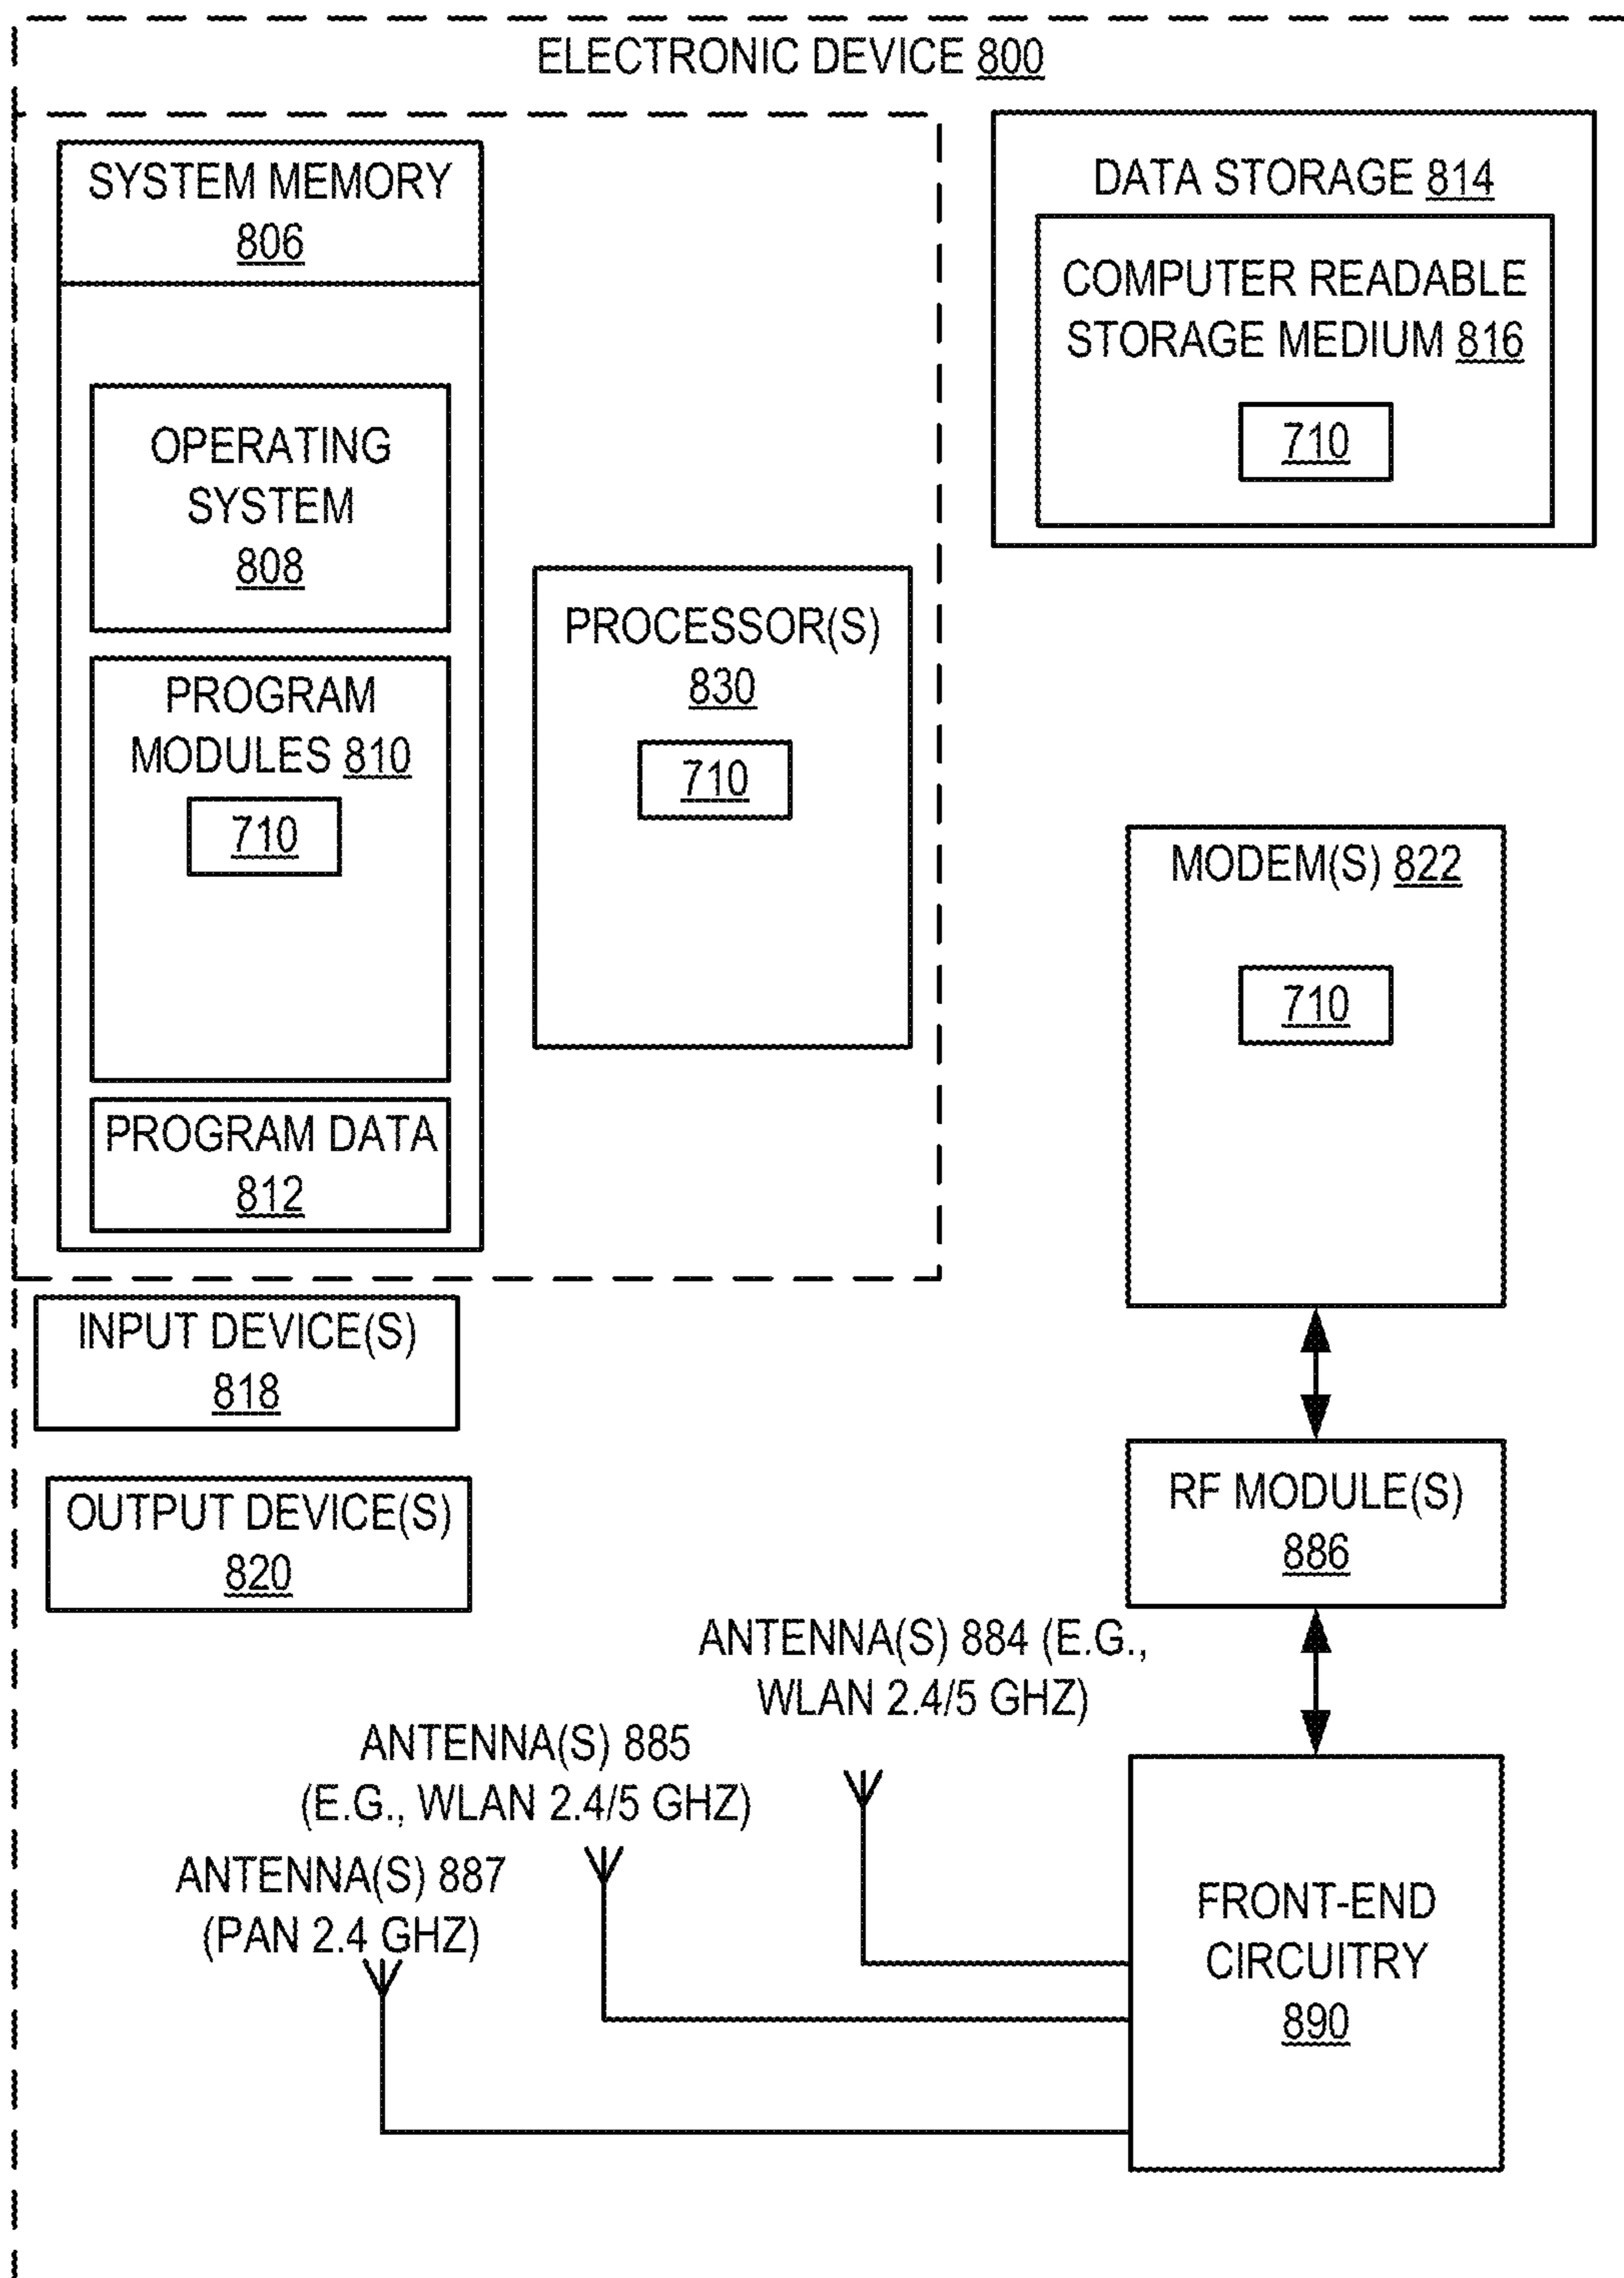 ELECTRONIC DEVICE 800
SYSTEM MEMORY
806
OPERATING
SYSTEM
808
PROGRAM
MODULES 810
710
PROGRAM DATA
812
PROCESSOR(S)
830
710
DATA STORAGE 814
COMPUTER READABLE
STORAGE MEDIUM 816
710
MODEM(S) 822
710
INPUT DEVICE(S)
818
OUTPUT DEVICE(S)
820
RF MODULE(S)
886
ANTENNA(S) 884 (E.G.,
WLAN 2.4/5 GHZ)
ANTENNA(S) 885
(E.G., WLAN 2.4/5 GHZ)
ANTENNA(S) 887
(PAN 2.4 GHZ)
FRONT-END
CIRCUITRY
890